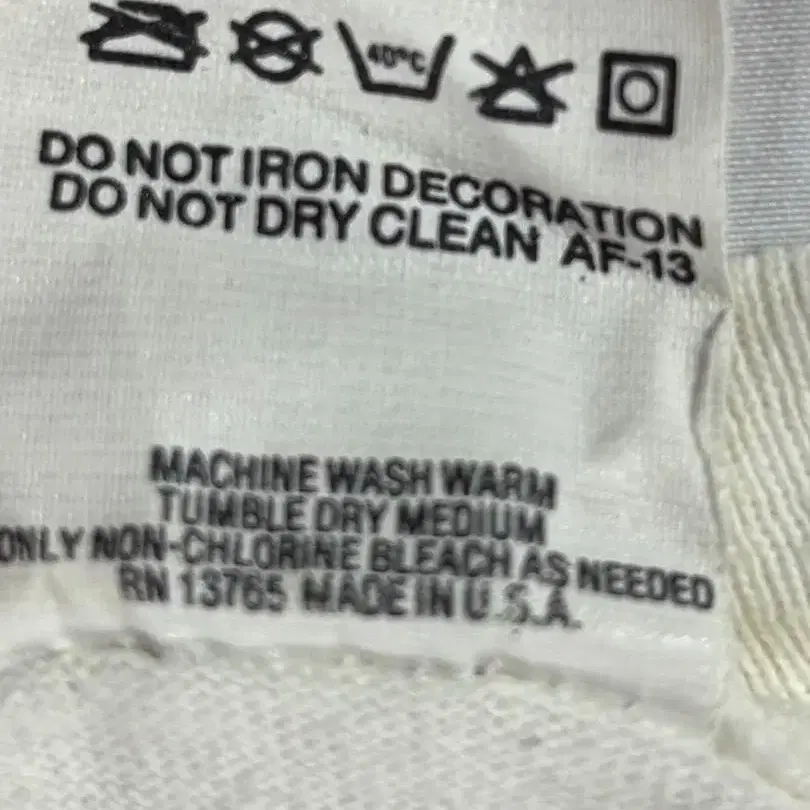 40°C
DO NOT IRON DECORATION
DO NOT DRY CLEAN AF-13
MACHINE WASH WARM
TUMBLE DRY MEDIUM
ONLY NON-CHLORINE BLEACH AS NEEDED
RN 13765 MADE IN U.S.A.